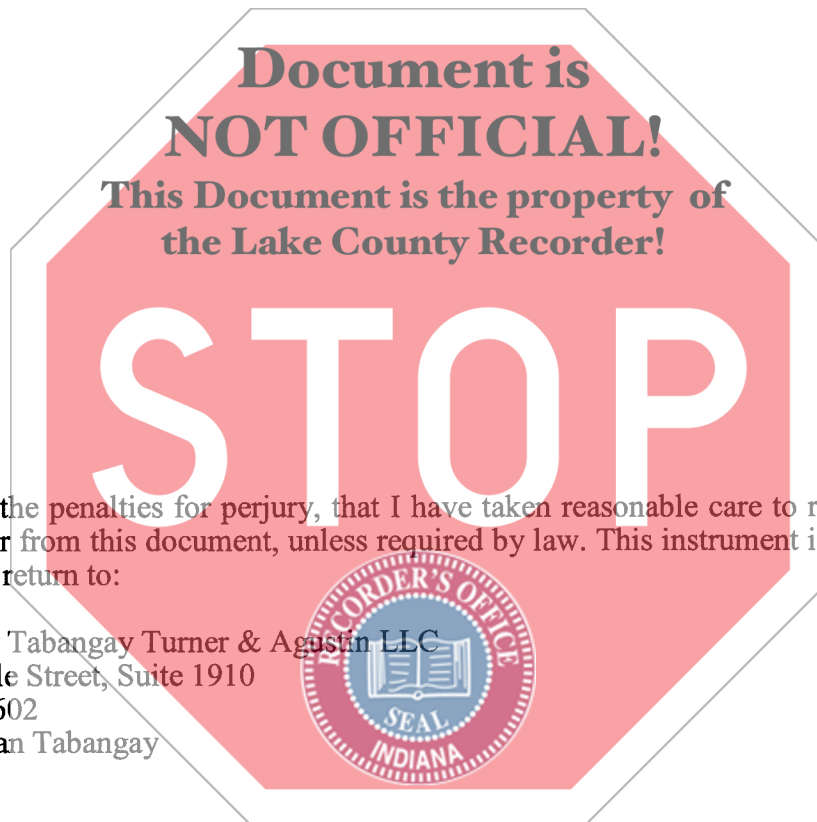 Document is
NOT OFFICIAL!
This Document is the property of
the Lake County Recorder!
STOP
the penalties for perjury, that I have taken reasonable care to r
r from this document, unless required by law. This instrument i
return to:
Tabangay Turner & Agustin LLC
le Street, Suite 1910
602
an Tabangay
RECORDER'S OFFICE
SEAL
INDIANA